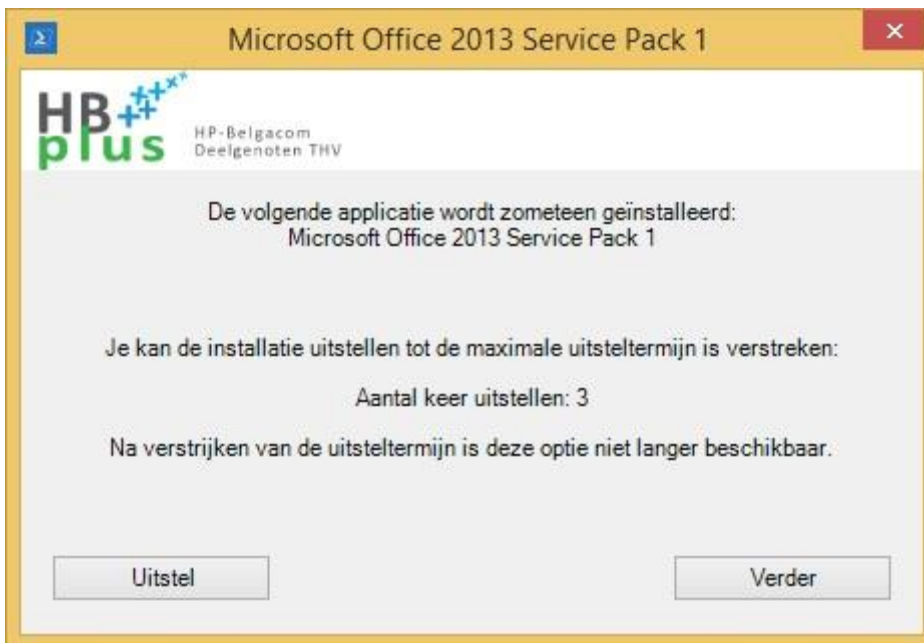 Microsoft Office 2013 Service Pack 1
HB
plus
HP-Belgacom
Deelgenoten THV
De volgende applicatie wordt zometeen geïnstalleerd:
Microsoft Office 2013 Service Pack 1
Je kan de installatie uitstellen tot de maximale uitsteltermijn is verstreken:
Aantal keer uitstellen: 3
Na verstrijken van de uitsteltermijn is deze optie niet langer beschikbaar.
Uitstel
Verder